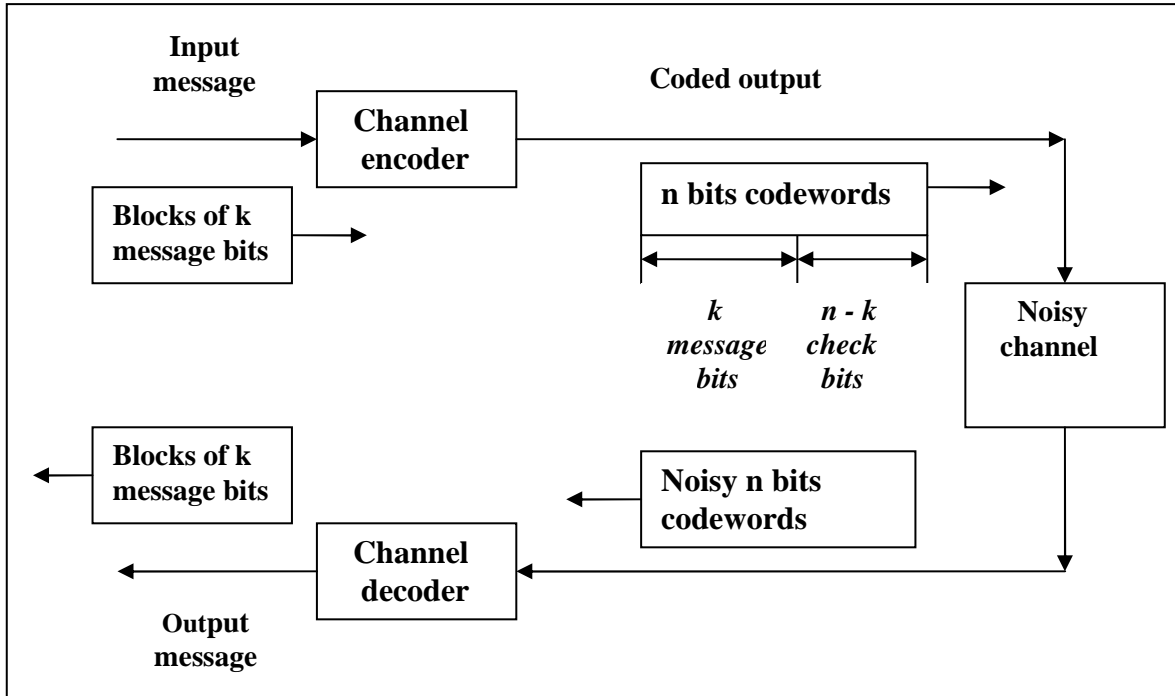 Input
message
Channel
encoder
Coded output
Blocks of k
message bits
n bits codewords
k
message
bits
n - k
check
bits
Noisy
channel
Blocks of k
message bits
Noisy n bits
codewords
Channel
decoder
Output
message